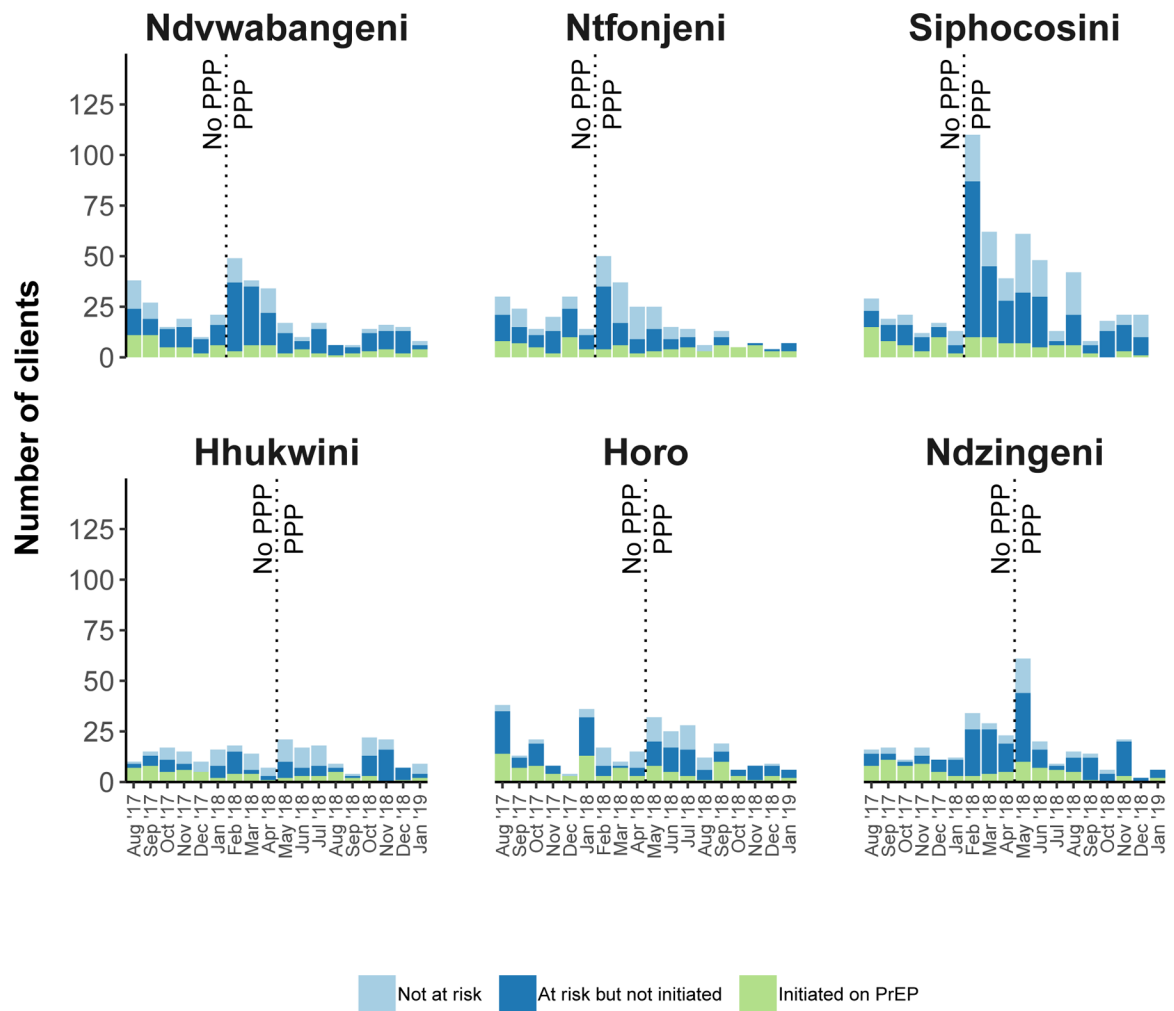 Ndvwabangeni
Ntfonjeni
Siphocosini
No PPP
PPP
No PPP
PPP
No PPP
PPP
125
100
75
50
25
0
Number of clients
Hhukwini
Horo
Ndzingeni
No PPP
PPP
No PPP
PPP
No PPP
PPP
125
100
75
50
25
0
Aug '17
Sep '17
Oct '17
Nov '17
Dec '17
Jan '18
Feb '18
Mar '18
Apr '18
May '18
Jun '18
Jul '18
Aug '18
Sep '18
Oct '18
Nov '18
Dec '18
Jan '19
Aug '17
Sep '17
Oct '17
Nov '17
Dec '17
Jan '18
Feb '18
Mar '18
Apr '18
May '18
Jun '18
Jul '18
Aug '18
Sep '18
Oct '18
Nov '18
Dec '18
Jan '19
Aug '17
Sep '17
Oct '17
Nov '17
Dec '17
Jan '18
Feb '18
Mar '18
Apr '18
May '18
Jun '18
Jul '18
Aug '18
Sep '18
Oct '18
Nov '18
Dec '18
Jan '19
Not at risk
At risk but not initiated
Initiated on PrEP